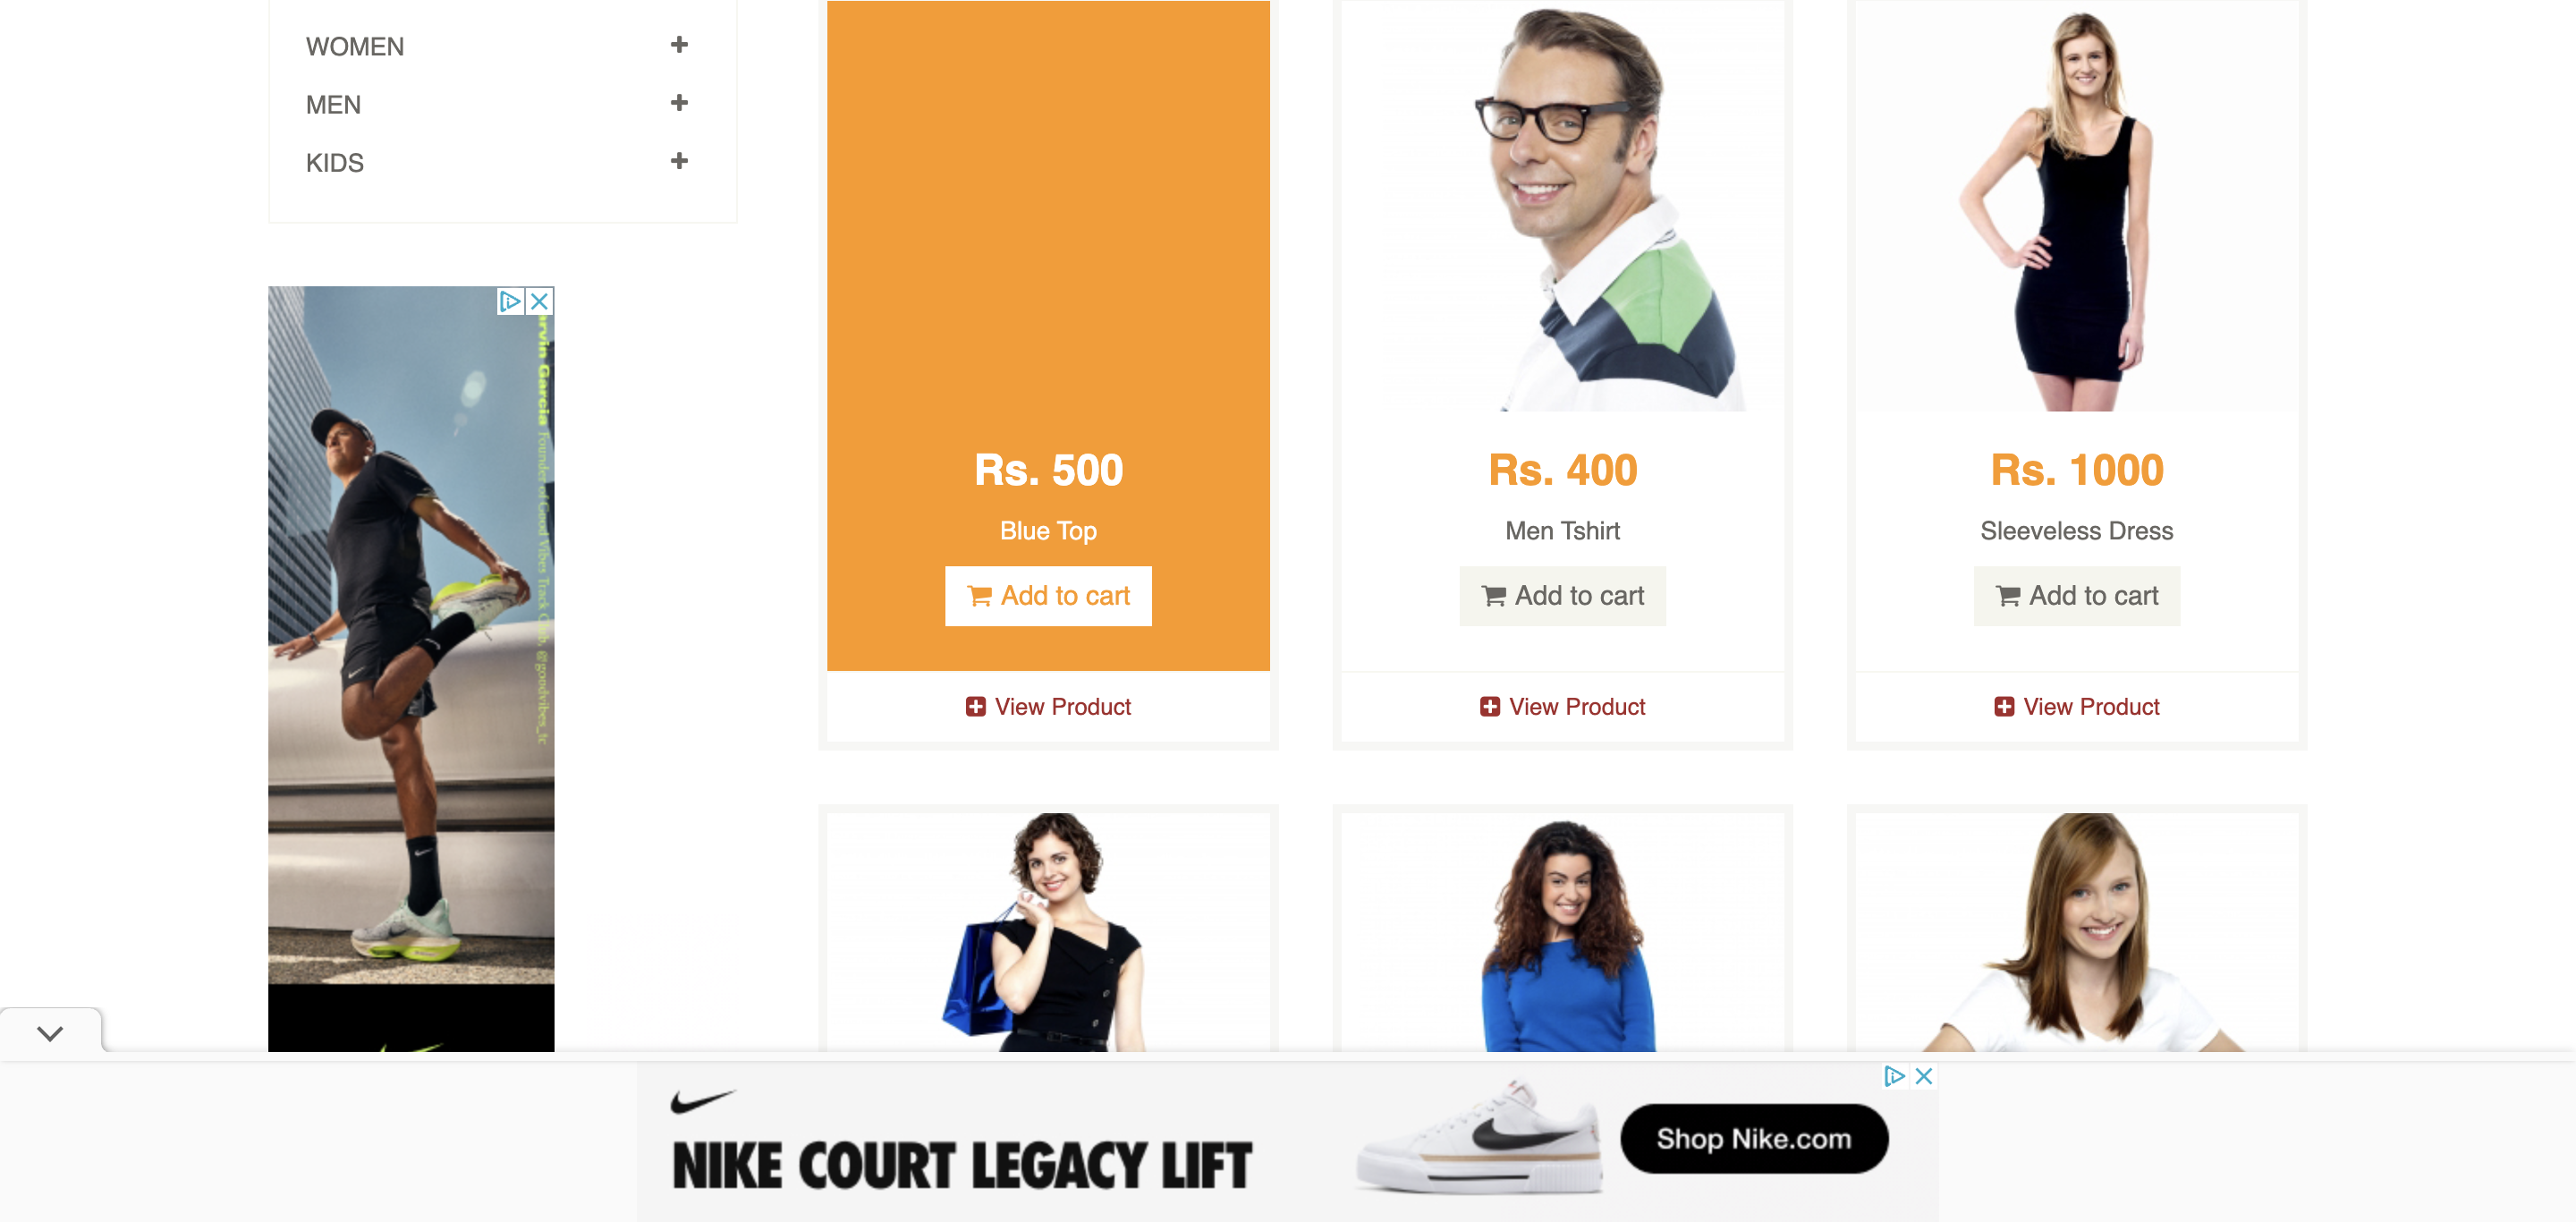 WOMEN
MEN
KIDS
arvin Garcia Founder of Good Vibes Track Club, @goodvibes_tc
Rs. 500
Blue Top
Add to cart
View Product
Rs. 400
Men Tshirt
Add to cart
View Product
Rs. 1000
Sleeveless Dress
Add to cart
View Product
NIKE COURT LEGACY LIFT
Shop Nike.com